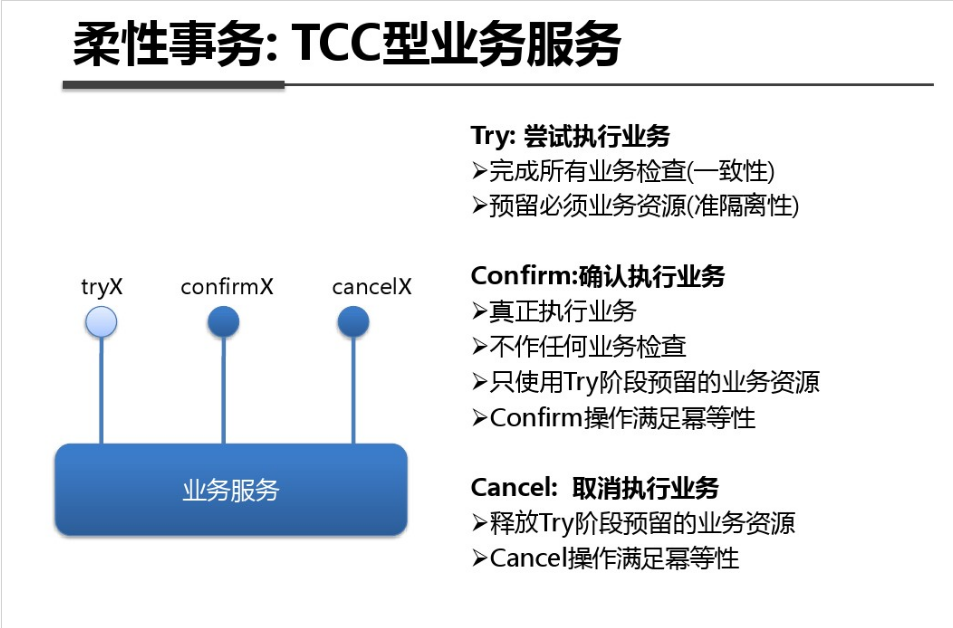 柔性事务: TCC型业务服务
Try: 尝试执行业务
➢完成所有业务检查(一致性)
➢预留必须业务资源(准隔离性)
Confirm:确认执行业务
➢真正执行业务
➢不作任何业务检查
➢只使用Try阶段预留的业务资源
➢Confirm操作满足幂等性
Cancel: 取消执行业务
➢释放Try阶段预留的业务资源
➢Cancel操作满足幂等性
tryX confirmX cancelX
业务服务